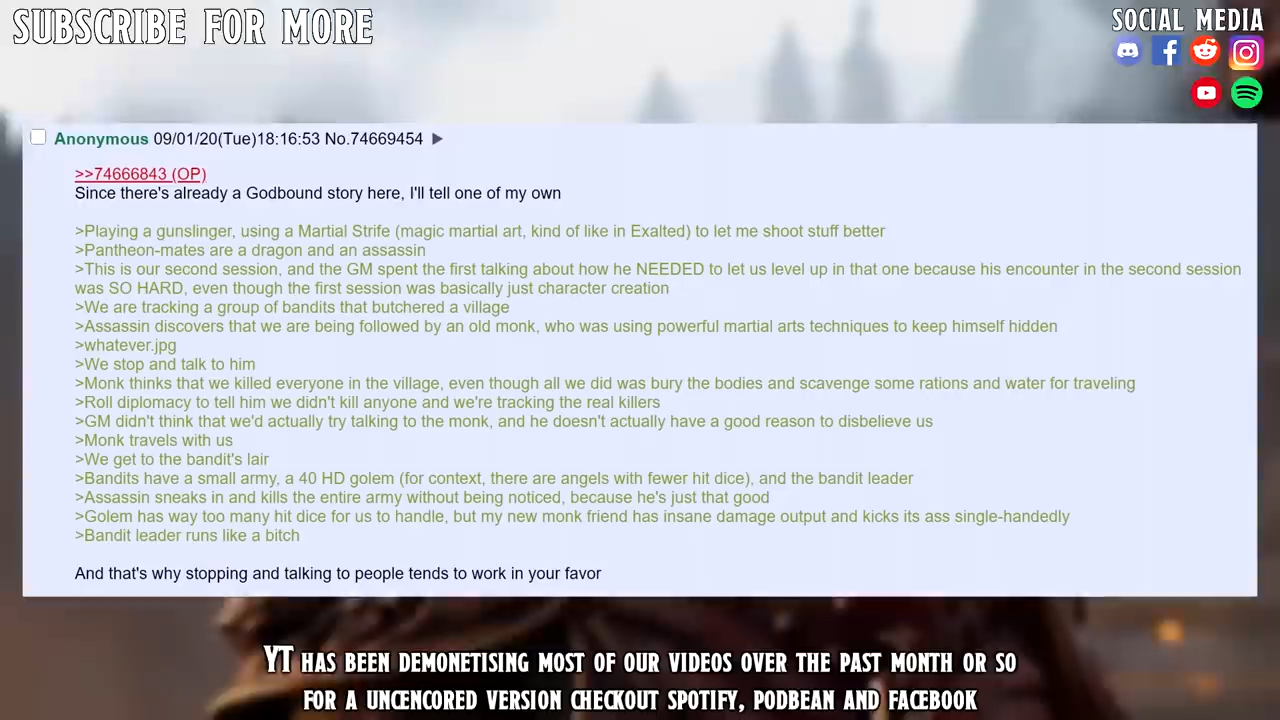 SUBSCRIBE FOR MORE
SOCIAL MEDIA
Anonymous 09/01/20(Tue)18:16:53 No.74669454 ▶
>>74666843 (OP)
Since there's already a Godbound story here, I'll tell one of my own
>Playing a gunslinger, using a Martial Strife (magic martial art, kind of like in Exalted) to let me shoot stuff better
>Pantheon-mates are a dragon and an assassin
>This is our second session, and the GM spent the first talking about how he NEEDED to let us level up in that one because his encounter in the second session
was SO HARD, even though the first session was basically just character creation
>We are tracking a group of bandits that butchered a village
>Assassin discovers that we are being followed by an old monk, who was using powerful martial arts techniques to keep himself hidden
>whatever.jpg
>We stop and talk to him
>Monk thinks that we killed everyone in the village, even though all we did was bury the bodies and scavenge some rations and water for traveling
>Roll diplomacy to tell him we didn't kill anyone and we're tracking the real killers
>GM didn't think that we'd actually try talking to the monk, and he doesn't actually have a good reason to disbelieve us
>Monk travels with us
>We get to the bandit's lair
>Bandits have a small army, a 40 HD golem (for context, there are angels with fewer hit dice), and the bandit leader
>Assassin sneaks in and kills the entire army without being noticed, because he's just that good
>Golem has way too many hit dice for us to handle, but my new monk friend has insane damage output and kicks its ass single-handedly
>Bandit leader runs like a bitch
And that's why stopping and talking to people tends to work in your favor
YT HAS BEEN DEMONETISING MOST OF OUR VIDEOS OVER THE PAST MONTH OR SO
FOR A UNCENCORED VERSION CHECKOUT SPOTIFY, PODBEAN AND FACEBOOK